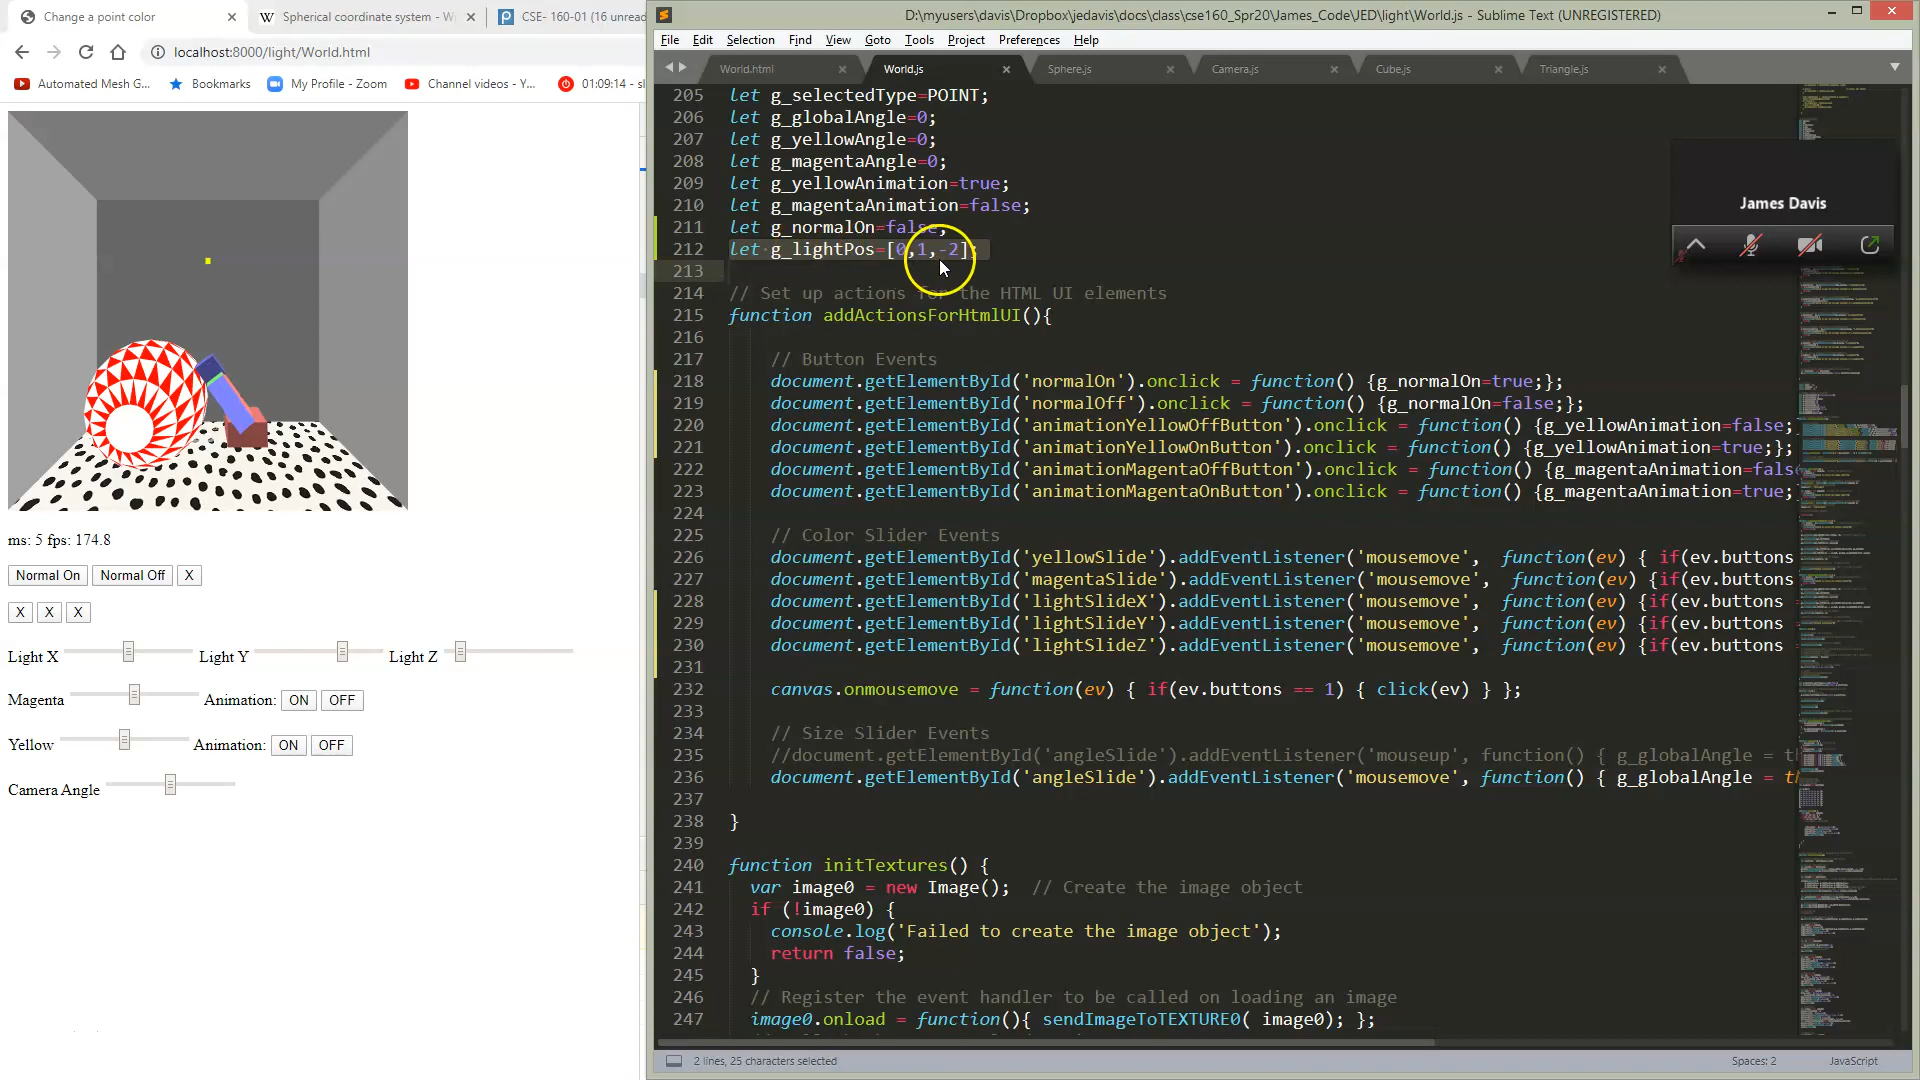 Change a point color
Spherical coordinate system - W
CSE- 160-01 (16 unread
localhost:8000/light/World.html
Automated Mesh G...
Bookmarks
My Profile - Zoom
Channel videos - Y...
01:09:14 - sl
ms: 5 fps: 174.8
Normal On Normal Off X
X X X
Light X Light Y Light Z
Magenta Animation: ON OFF
Yellow Animation: ON OFF
Camera Angle
D:\myusers\davis\Dropbox\jedavis\docs\class\cse160_Spr20\James_Code\JED\light\World.js - Sublime Text (UNREGISTERED)
File Edit Selection Find View Goto Tools Project Preferences Help
World.html World.js Sphere.js Camera.js Cube.js Triangle.js
205 let g_selectedType=POINT;
206 let g_globalAngle=0;
207 let g_yellowAngle=0;
208 let g_magentaAngle=0;
209 let g_yellowAnimation=true;
210 let g_magentaAnimation=false;
211 let g_normalOn=false;
212 let g_lightPos=[0,1,-2];
213
214 // Set up actions for the HTML UI elements
215 function addActionsForHtmlUI(){
216
217 // Button Events
218 document.getElementById('normalOn').onclick = function() {g_normalOn=true;};
219 document.getElementById('normalOff').onclick = function() {g_normalOn=false;};
220 document.getElementById('animationYellowOffButton').onclick = function() {g_yellowAnimation=false;
221 document.getElementById('animationYellowOnButton').onclick = function() {g_yellowAnimation=true;};
222 document.getElementById('animationMagentaOffButton').onclick = function() {g_magentaAnimation=fals
223 document.getElementById('animationMagentaOnButton').onclick = function() {g_magentaAnimation=true;
224
225 // Color Slider Events
226 document.getElementById('yellowSlide').addEventListener('mousemove', function(ev) { if(ev.buttons
227 document.getElementById('magentaSlide').addEventListener('mousemove', function(ev) {if(ev.buttons
228 document.getElementById('lightSlideX').addEventListener('mousemove', function(ev) {if(ev.buttons
229 document.getElementById('lightSlideY').addEventListener('mousemove', function(ev) {if(ev.buttons
230 document.getElementById('lightSlideZ').addEventListener('mousemove', function(ev) {if(ev.buttons =
231
232 canvas.onmousemove = function(ev) { if(ev.buttons == 1) { click(ev) } };
233
234 // Size Slider Events
235 //document.getElementById('angleSlide').addEventListener('mouseup', function() { g_globalAngle = t
236 document.getElementById('angleSlide').addEventListener('mousemove', function() { g_globalAngle = t
237
238 }
239
240 function initTextures() {
241 var image0 = new Image(); // Create the image object
242 if (!image0) {
243 console.log('Failed to create the image object');
244 return false;
245 }
246 // Register the event handler to be called on loading an image
247 image0.onload = function(){ sendImageToTEXTURE0( image0); };
James Davis
2 lines, 25 characters selected
Spaces: 2
JavaScript